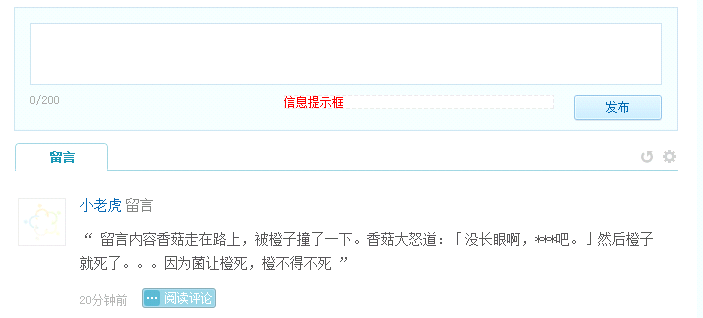 0/200
信息提示框
发布
留言
小老虎 留言
“ 留言内容香菇走在路上，被橙子撞了一下。香菇大怒道：「没长眼啊，***吧。」然后橙子
就死了。。。因为菌让橙死，橙不得不死 ”
20分钟前
阅读评论